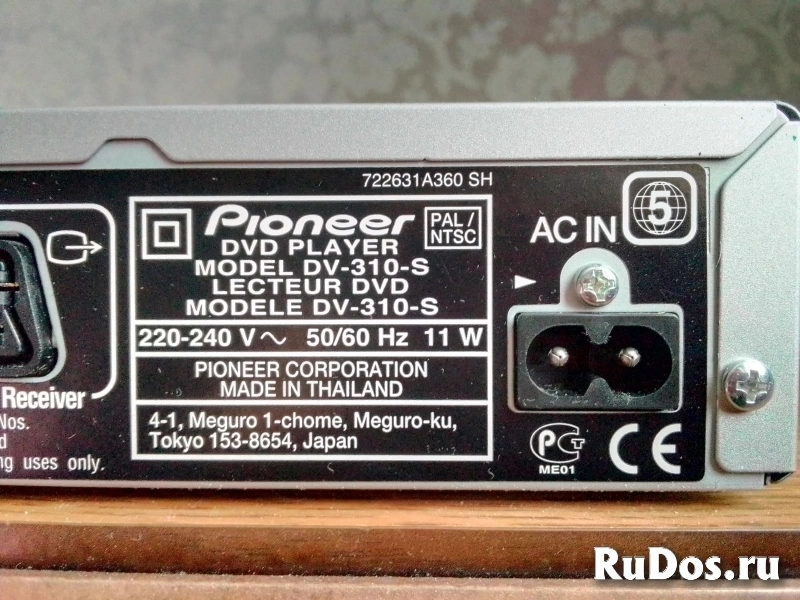 722631A360 SH
Pioneer
PAL /
NTSC
DVD PLAYER
MODEL DV-310-S
LECTEUR DVD
MODELE DV-310-S
220-240 V~ 50/60 Hz 11 W
PIONEER CORPORATION
MADE IN THAILAND
4-1, Meguro 1-chome, Meguro-ku,
Tokyo 153-8654, Japan
AC IN
5
Receiver
Nos.
uses only.
РСТ
ME01
CE
RuDos.ru